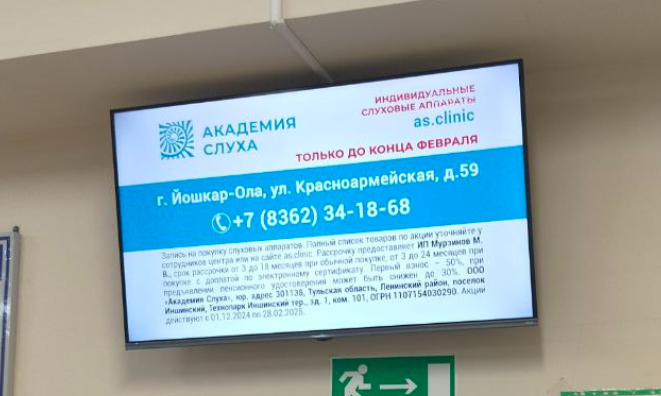 АКАДЕМИЯ
СЛУХА
ИНДИВИДУАЛЬНЫЕ
СЛУХОВЫЕ АППАРАТЫ
as.clinic
ТОЛЬКО ДО КОНЦА ФЕВРАЛЯ
г. Йошкар-Ола, ул. Красноармейская, д.59
+7 (8362) 34-18-68
Запись на покупку слуховых аппаратов. Полный список товаров по акции уточняйте у
сотрудников центра или на сайте as.clinic. Рассрочку предоставляет ИП Мурзинов М.
В., срок рассрочки от 3 до 18 месяцев при обычной покупке, от 3 до 24 месяцев при
покупке с доплатой по электронному сертификату. Первый взнос – 50%, при
предъявлении пенсионного удостоверения может быть снижен до 30%. ООО
«Академия Слуха», юр. адрес 301138, Тульская область, Ленинский район, поселок
Иншинский, Технопарк Иншинский тер., зд. 1, ком. 101, ОГРН 1107154030290. Акции
действуют с 01.12.2024 по 28.02.2025.